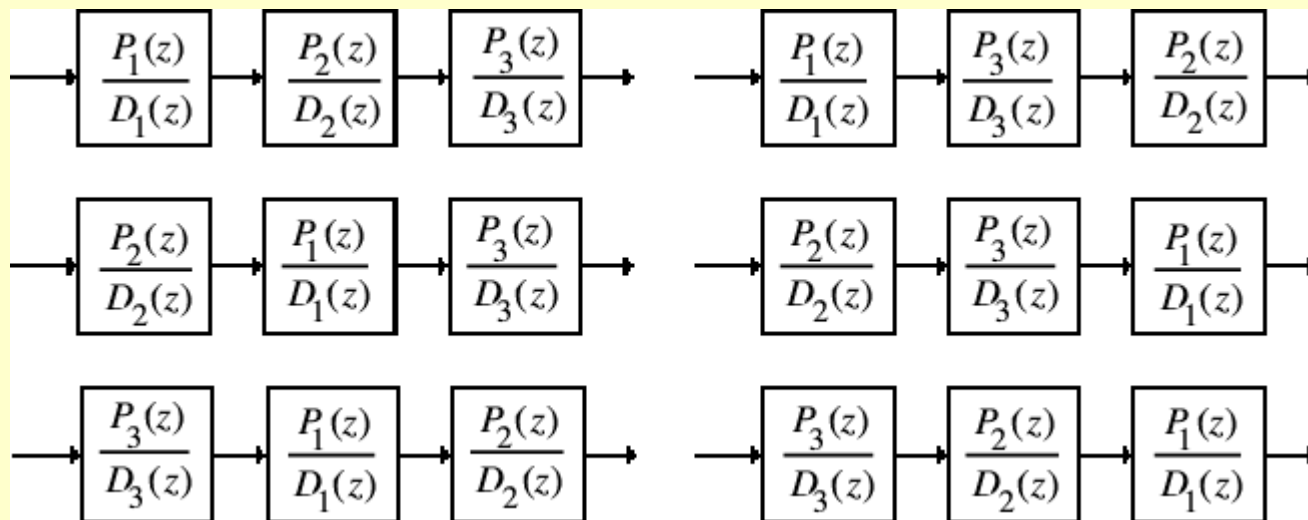 P1(z) P2(z) P3(z) P1(z) P3(z) P2(z)
D1(z) D2(z) D3(z) D1(z) D3(z) D2(z)
P2(z) P1(z) P3(z) P2(z) P3(z) P1(z)
D2(z) D1(z) D3(z) D2(z) D3(z) D1(z)
P3(z) P1(z) P2(z) P3(z) P2(z) P1(z)
D3(z) D1(z) D2(z) D3(z) D2(z) D1(z)